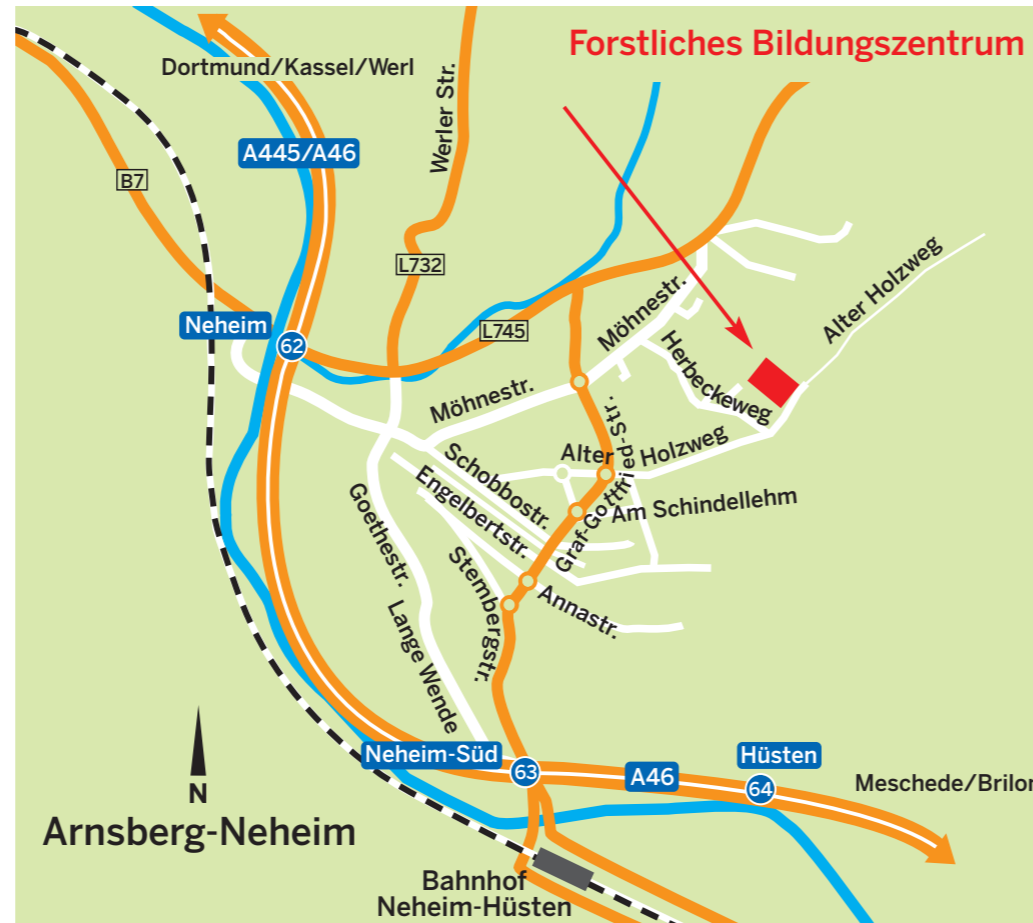 Forstliches Bildungszentrum
Dortmund/Kassel/Werl
Werler Str.
A445/A46
B7
L732
Alter Holzweg
Neheim
62
L745
Möhnestr.
Herbeckeweg
Möhnestr.
Graf-Gottfried-Str.
Alter Holzweg
Schobbostr.
Engelbertstr.
Am Schindellehm
Goethestr.
Stembergstr.
Annastr.
Lange Wende
Neheim-Süd
63
A46
Hüsten
64
Meschede/Brilon
N
Arnsberg-Neheim
Bahnhof
Neheim-Hüsten